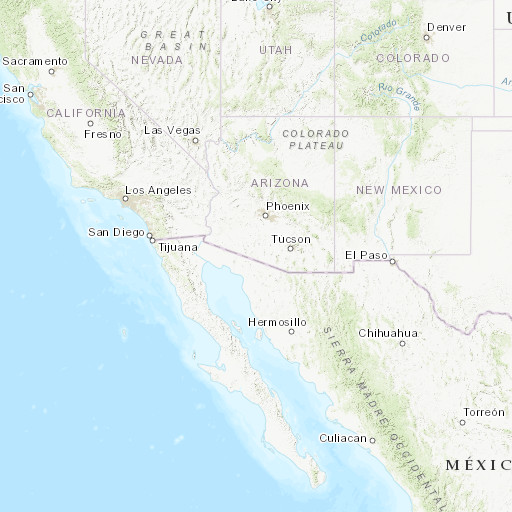 Denver
GREAT
BASIN
UTAH
Colorado
NEVADA
COLORADO
Sacramento
San
cisco
Rio Grande
CALIFORNIA
Fresno
Las Vegas
COLORADO
PLATEAU
ARIZONA
NEW MEXICO
Los Angeles
Phoenix
San Diego
Tijuana
Tucson
El Paso
Hermosillo
Chihuahua
SIERRA MADRE OCCIDENTAL
Torreón
Culiacan
MÉXIC